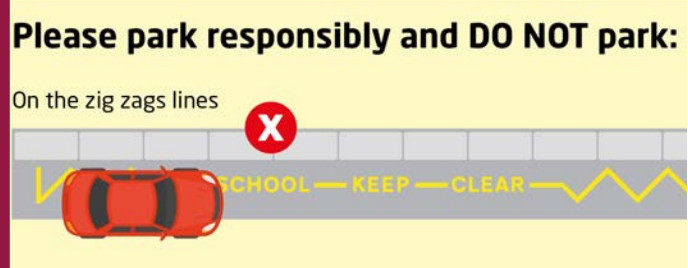 Please park responsibly and DO NOT park:
On the zig zags lines
X
SCHOOL — KEEP — CLEAR